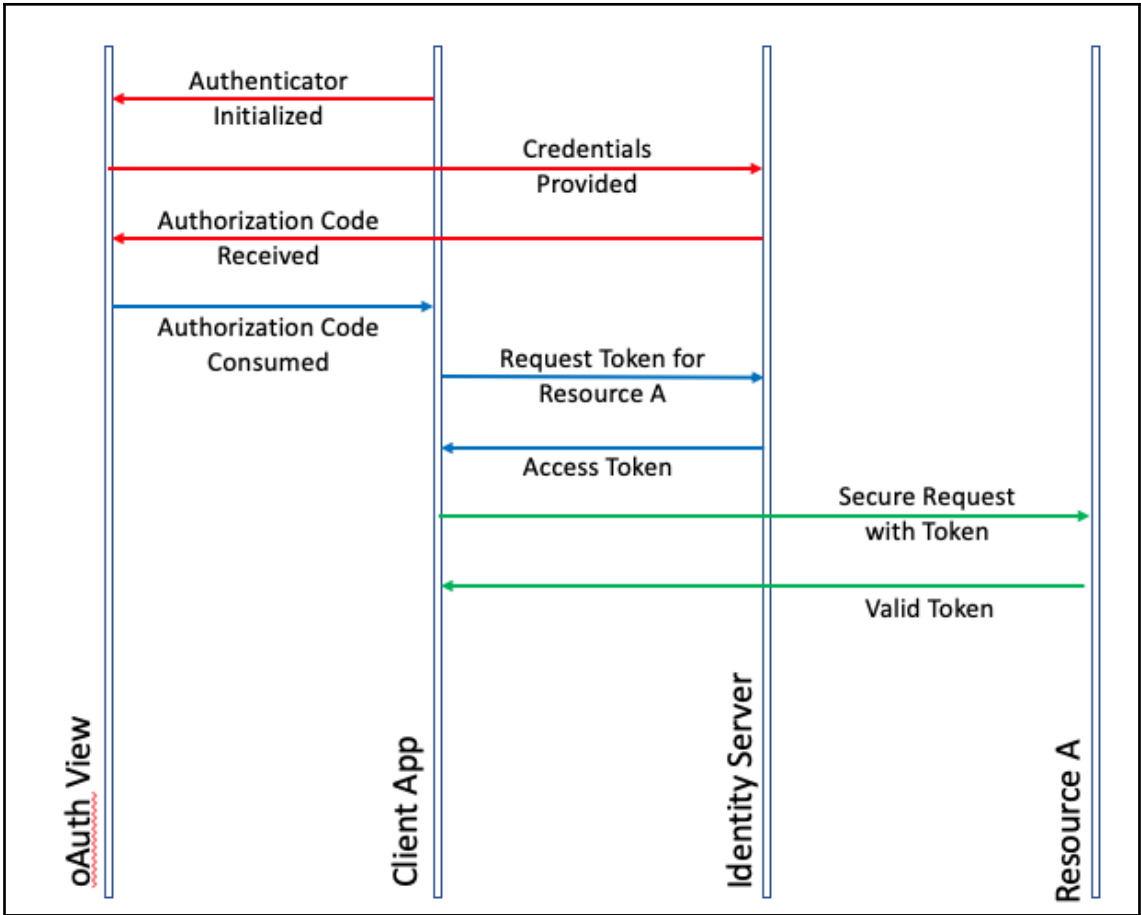 Authenticator
Initialized
Credentials
Provided
Authorization Code
Received
Authorization Code
Consumed
Request Token for
Resource A
Access Token
Secure Request
with Token
Valid Token
oAuth View
Client App
Identity Server
Resource A